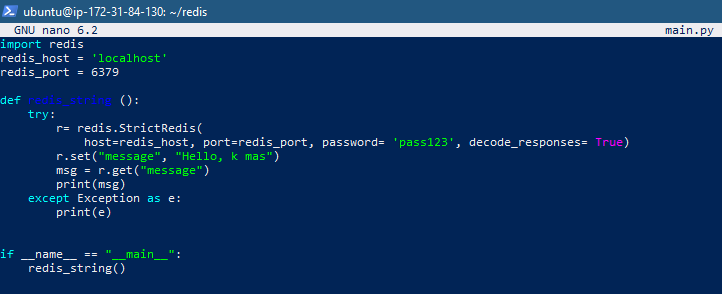 ubuntu@ip-172-31-84-130: ~/redis
GNU nano 6.2 main.py
import redis
redis_host = 'localhost'
redis_port = 6379
def redis_string ():
try:
r= redis.StrictRedis(
host=redis_host, port=redis_port, password= 'pass123', decode_responses= True)
r.set("message", "Hello, k mas")
msg = r.get("message")
print(msg)
except Exception as e:
print(e)
if __name__ == "__main__":
redis_string()